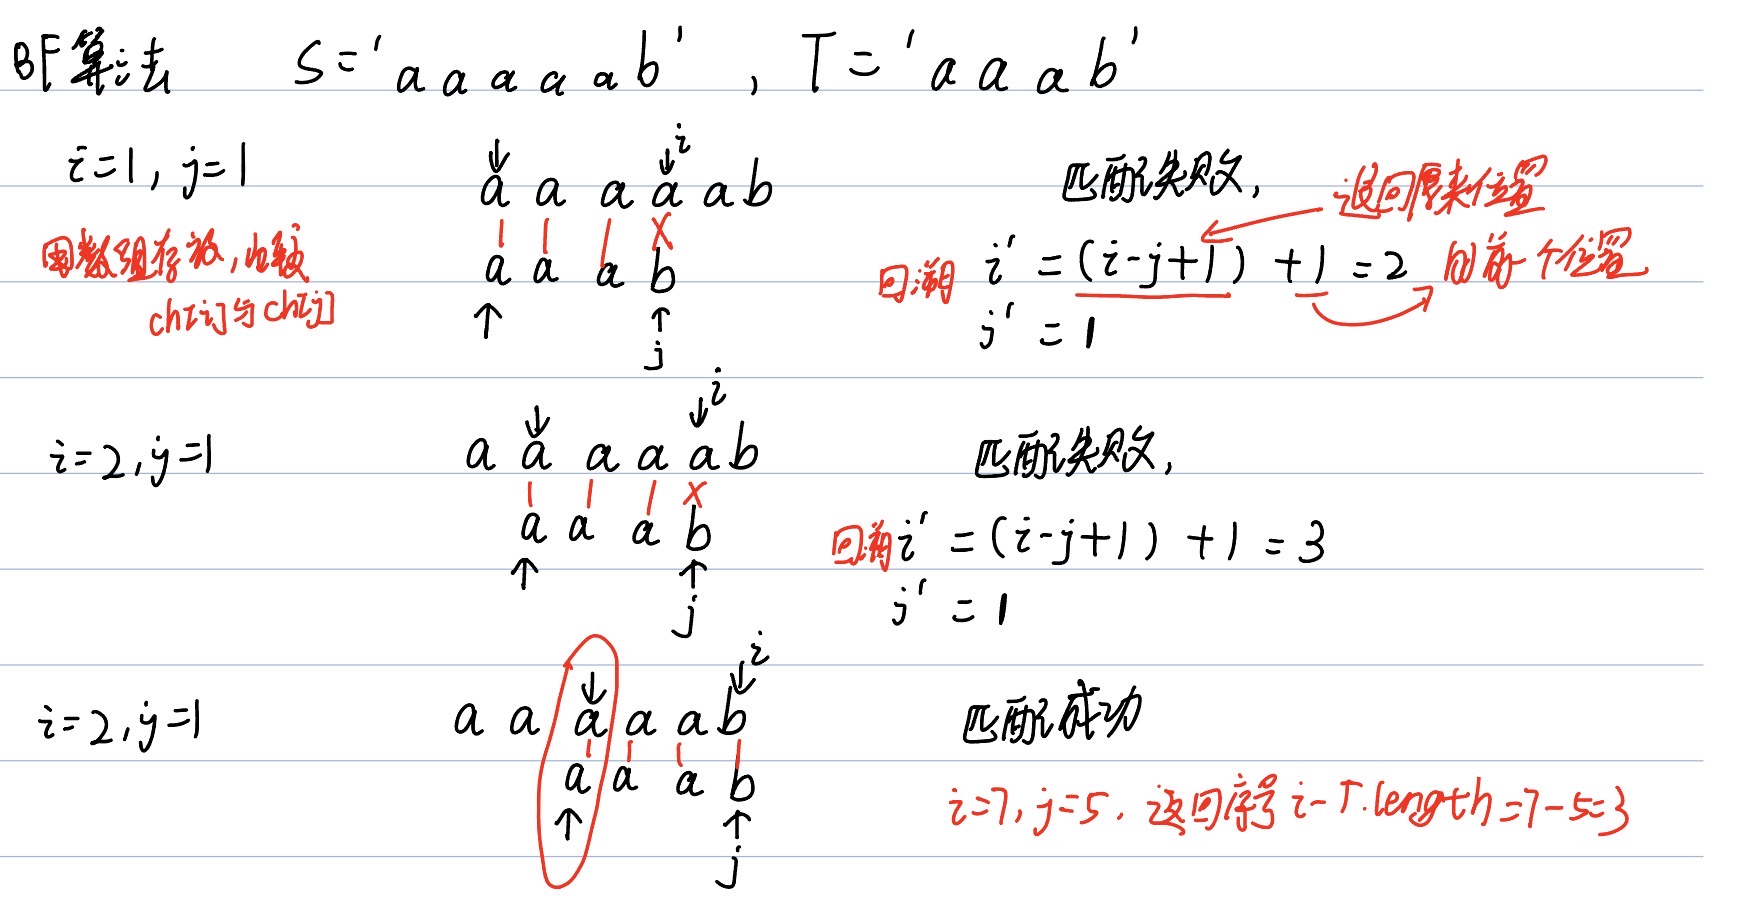 BF算法 S='aaaaab', T='aaab'
i=1, j=1
用数组存放,比较
ch[i]与ch[j]
i
a a a a a b
a a a b
j
匹配失败,
返回原来位置
回溯 i' = (i-j+1) + 1 = 2 的前一个位置
j' = 1
i=2, j=1
i
a a a a a b
a a a b
j
匹配失败,
回溯 i' = (i-j+1) + 1 = 3
j' = 1
i=2, j=1
i
a a a a a b
a a a b
j
匹配成功
i=7, j=5. 返回序号 i-T.length=7-5=3